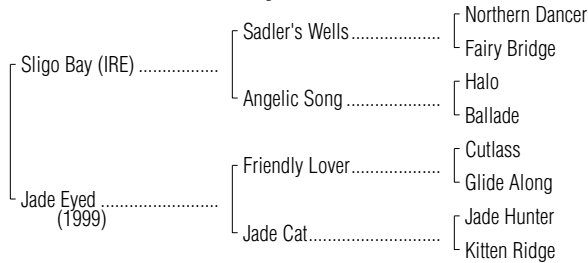 Northern Dancer
Sadler's Wells..................
Fairy Bridge
Sligo Bay (IRE) ................
Halo
Angelic Song ...................
Ballade
Cutlass
Friendly Lover...................
Glide Along
Jade Eyed .......................
(1999)
Jade Hunter
Jade Cat...........................
Kitten Ridge